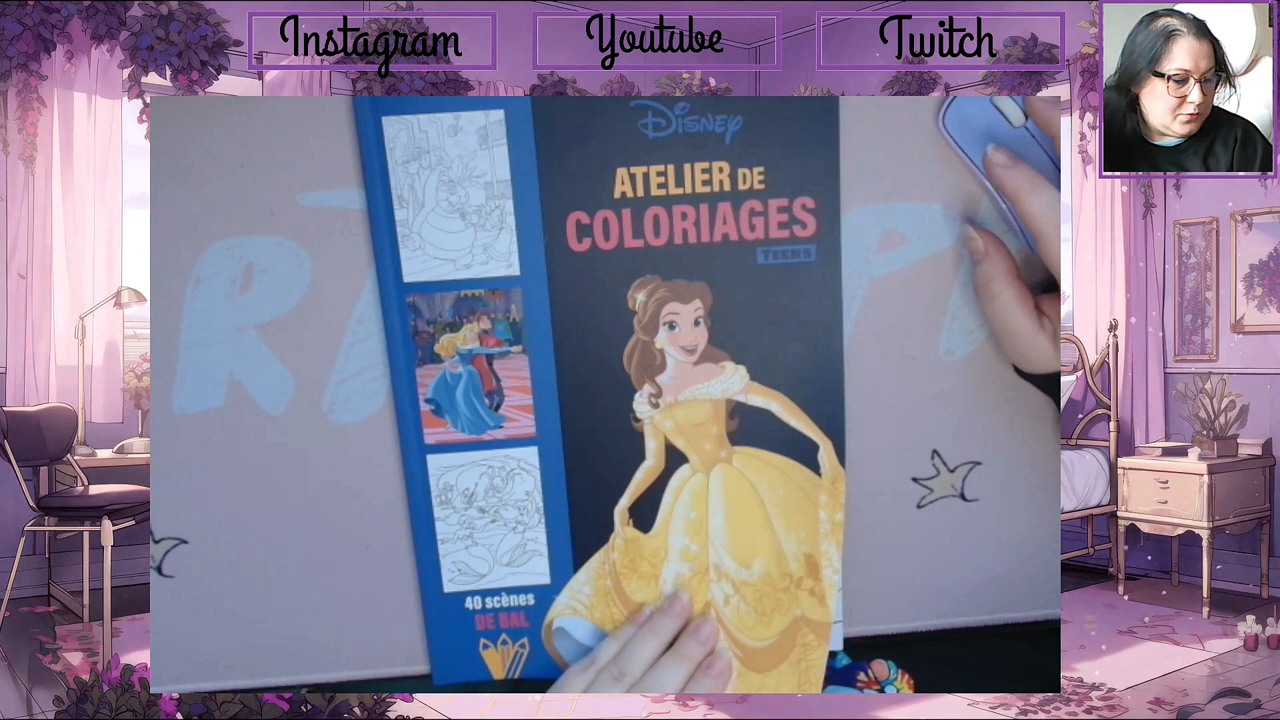 Instagram
Youtube
Twitch
DISNEY
ATELIER DE
COLORIAGES
TEENS
40 scènes
DE BAL